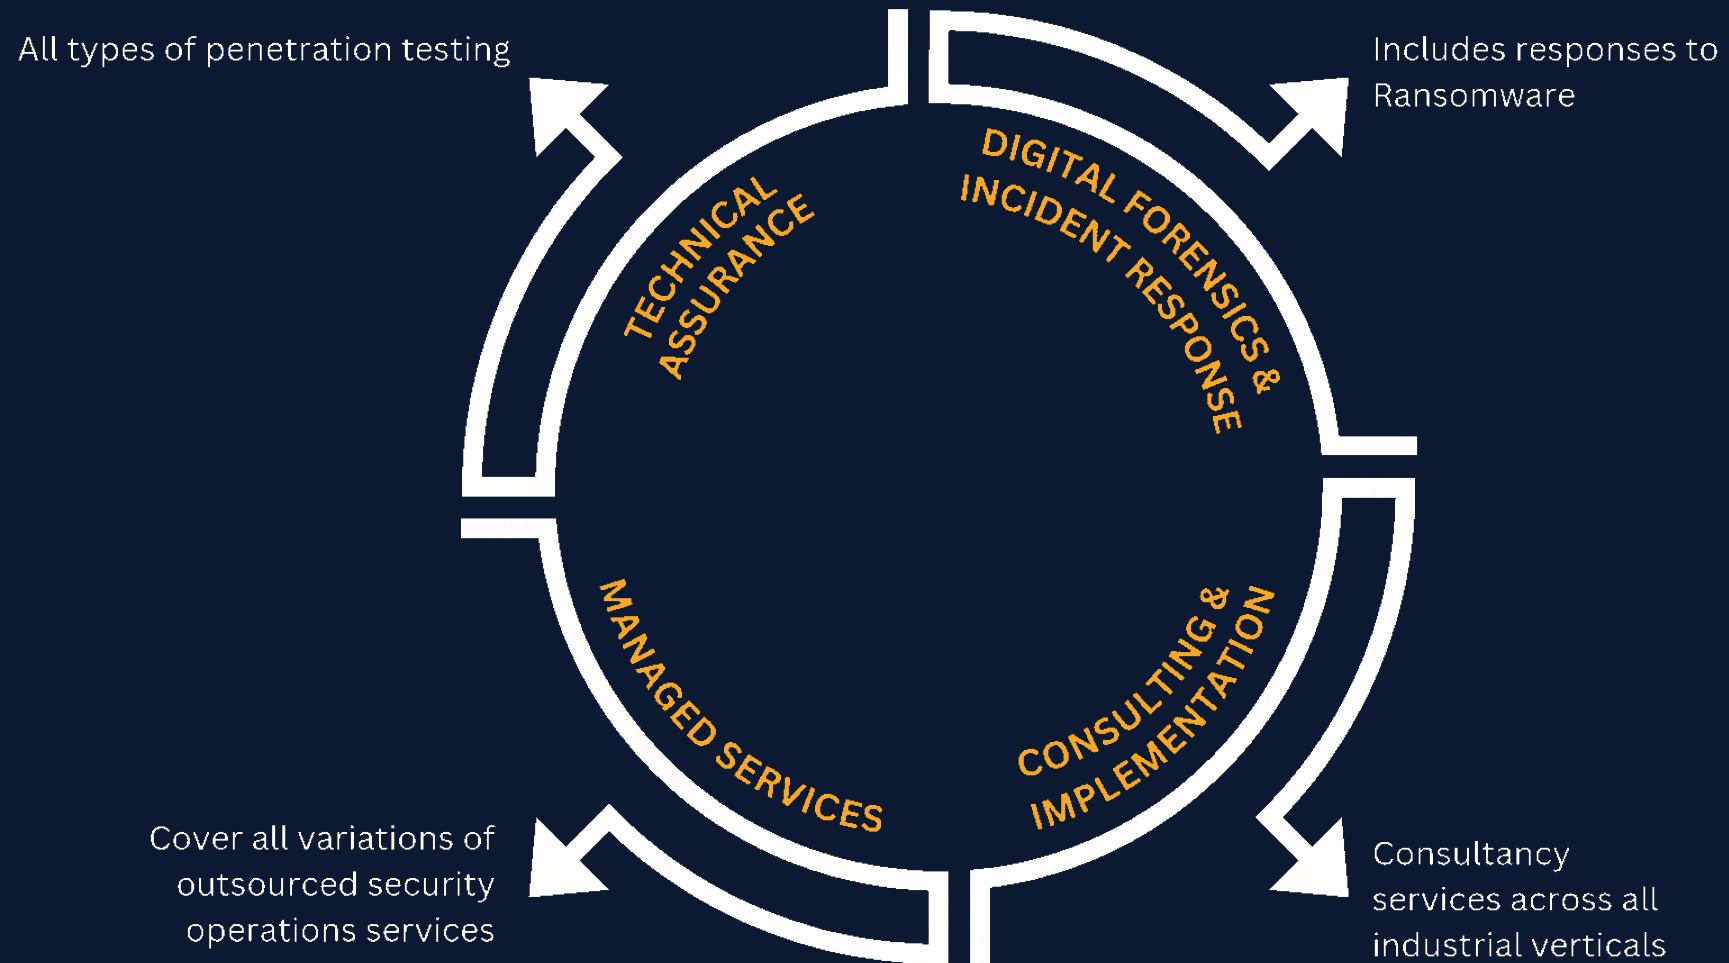 All types of penetration testing
Includes responses to
Ransomware
TECHNICAL
ASSURANCE
DIGITAL FORENSICS &
INCIDENT RESPONSE
MANAGED SERVICES
CONSULTING &
IMPLEMENTATION
Cover all variations of
outsourced security
operations services
Consultancy
services across all
industrial verticals